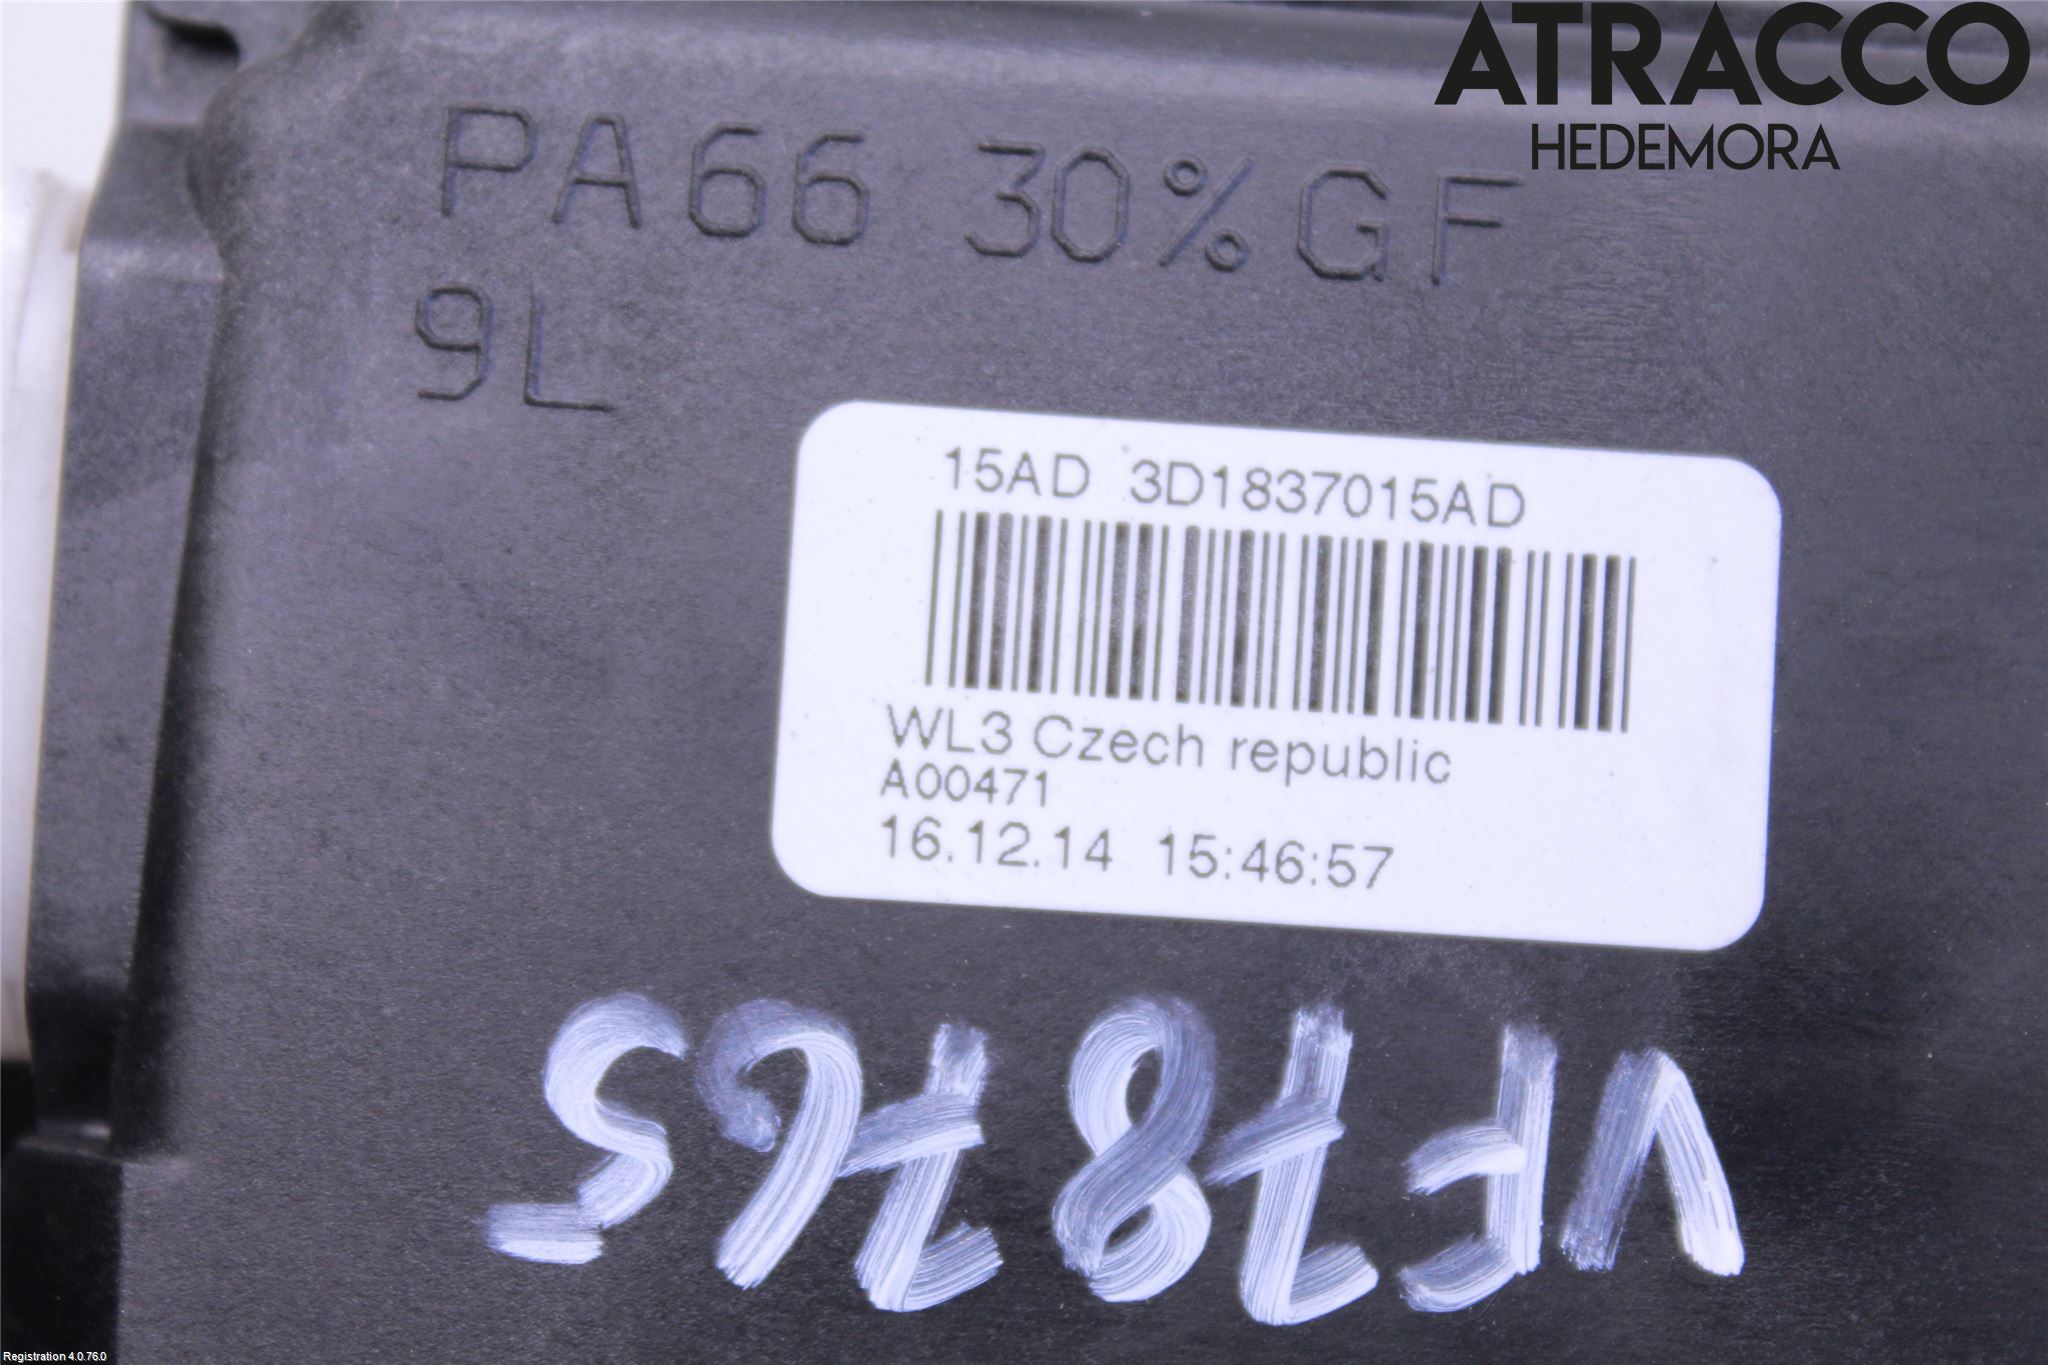 ATRACCO
HEDEMORA
PA66 30%GF
9L
15AD 3D1837015AD
WL3 Czech republic
A00471
16.12.14 15:46:57
VF78765
Registration 4.0.76.0